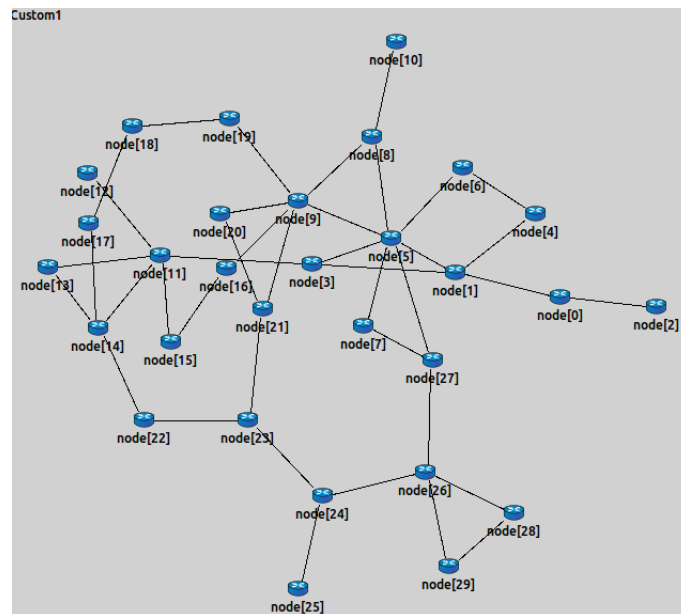 Custom1
node[10]
node[19]
node[18]
node[8]
node[12]
node[6]
node[9]
node[20]
node[4]
node[17]
node[5]
node[11]
node[3]
node[16]
node[13]
node[1]
node[0]
node[21]
node[2]
node[7]
node[14]
node[15]
node[27]
node[22]
node[23]
node[26]
node[24]
node[28]
node[29]
node[25]